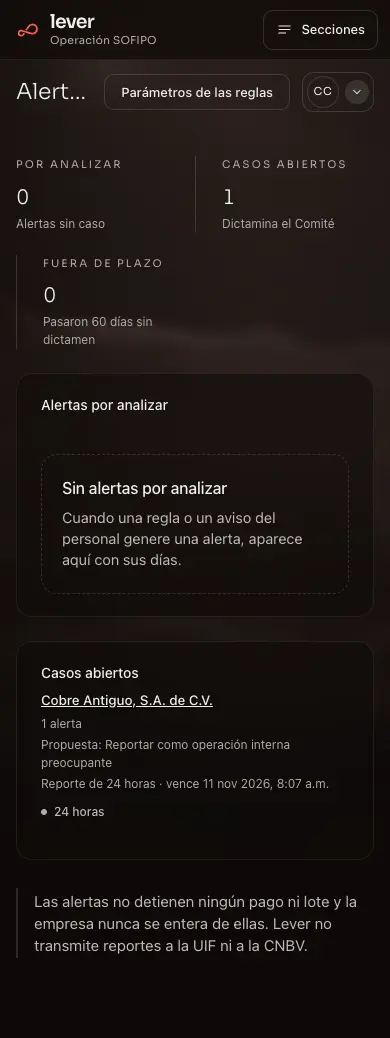 lever
Operación SOFIPO
Secciones
Alert...
Parámetros de las reglas
CC
POR ANALIZAR
0
Alertas sin caso
CASOS ABIERTOS
1
Dictamina el Comité
FUERA DE PLAZO
0
Pasaron 60 días sin
dictamen
Alertas por analizar
Sin alertas por analizar
Cuando una regla o un aviso del
personal genere una alerta, aparece
aquí con sus días.
Casos abiertos
Cobre Antiguo, S.A. de C.V.
1 alerta
Propuesta: Reportar como operación interna
preocupante
Reporte de 24 horas · vence 11 nov 2026, 8:07 a.m.
24 horas
Las alertas no detienen ningún pago ni lote y la
empresa nunca se entera de ellas. Lever no
transmite reportes a la UIF ni a la CNBV.